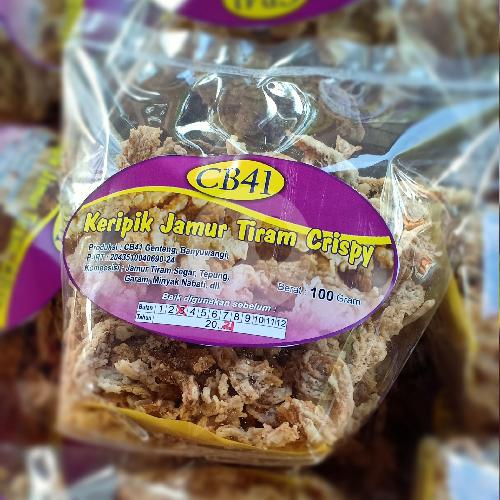 CB41
Keripik Jamur Tiram Crispy
Produksi : CB41 Genteng, Banyuwangi,
P-IRT : 2043510040690-24
Komposisi : Jamur Tiram Segar, Tepung,
Garam, Minyak Nabati, dll.
Berat : 100 Gram
Baik digunakan sebelum :
Bulan 1 2 3 4 5 6 7 8 9 10 11 12
Tahun 20..